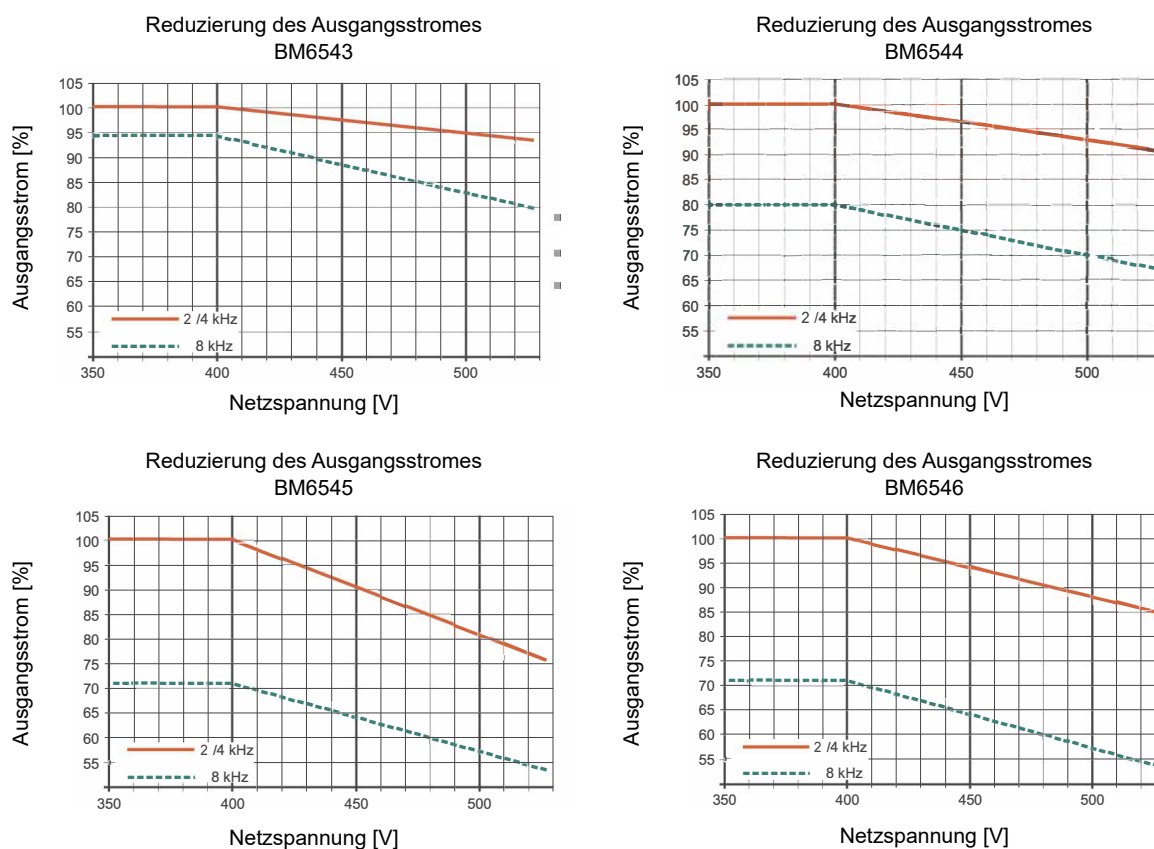 Reduzierung des Ausgangsstromes
BM6543
Ausgangsstrom [%]
105
100
95
90
85
80
75
70
65
60
55
2 /4 kHz
8 kHz
350
400
450
500
Netzspannung [V]
Reduzierung des Ausgangsstromes
BM6544
Ausgangsstrom [%]
105
100
95
90
85
80
75
70
65
60
55
2 /4 kHz
8 kHz
350
400
450
500
Netzspannung [V]
Reduzierung des Ausgangsstromes
BM6545
Ausgangsstrom [%]
105
100
95
90
85
80
75
70
65
60
55
2 /4 kHz
8 kHz
350
400
450
500
Netzspannung [V]
Reduzierung des Ausgangsstromes
BM6546
Ausgangsstrom [%]
105
100
95
90
85
80
75
70
65
60
55
2 /4 kHz
8 kHz
350
400
450
500
Netzspannung [V]